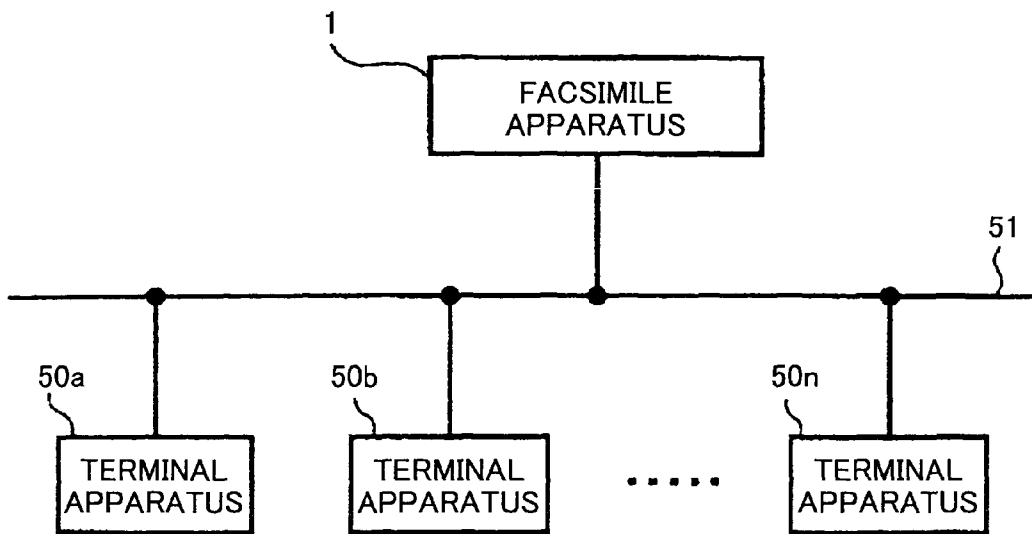 1
FACSIMILE
APPARATUS
51
50a
50b
50n
TERMINAL
APPARATUS
TERMINAL
APPARATUS
TERMINAL
APPARATUS